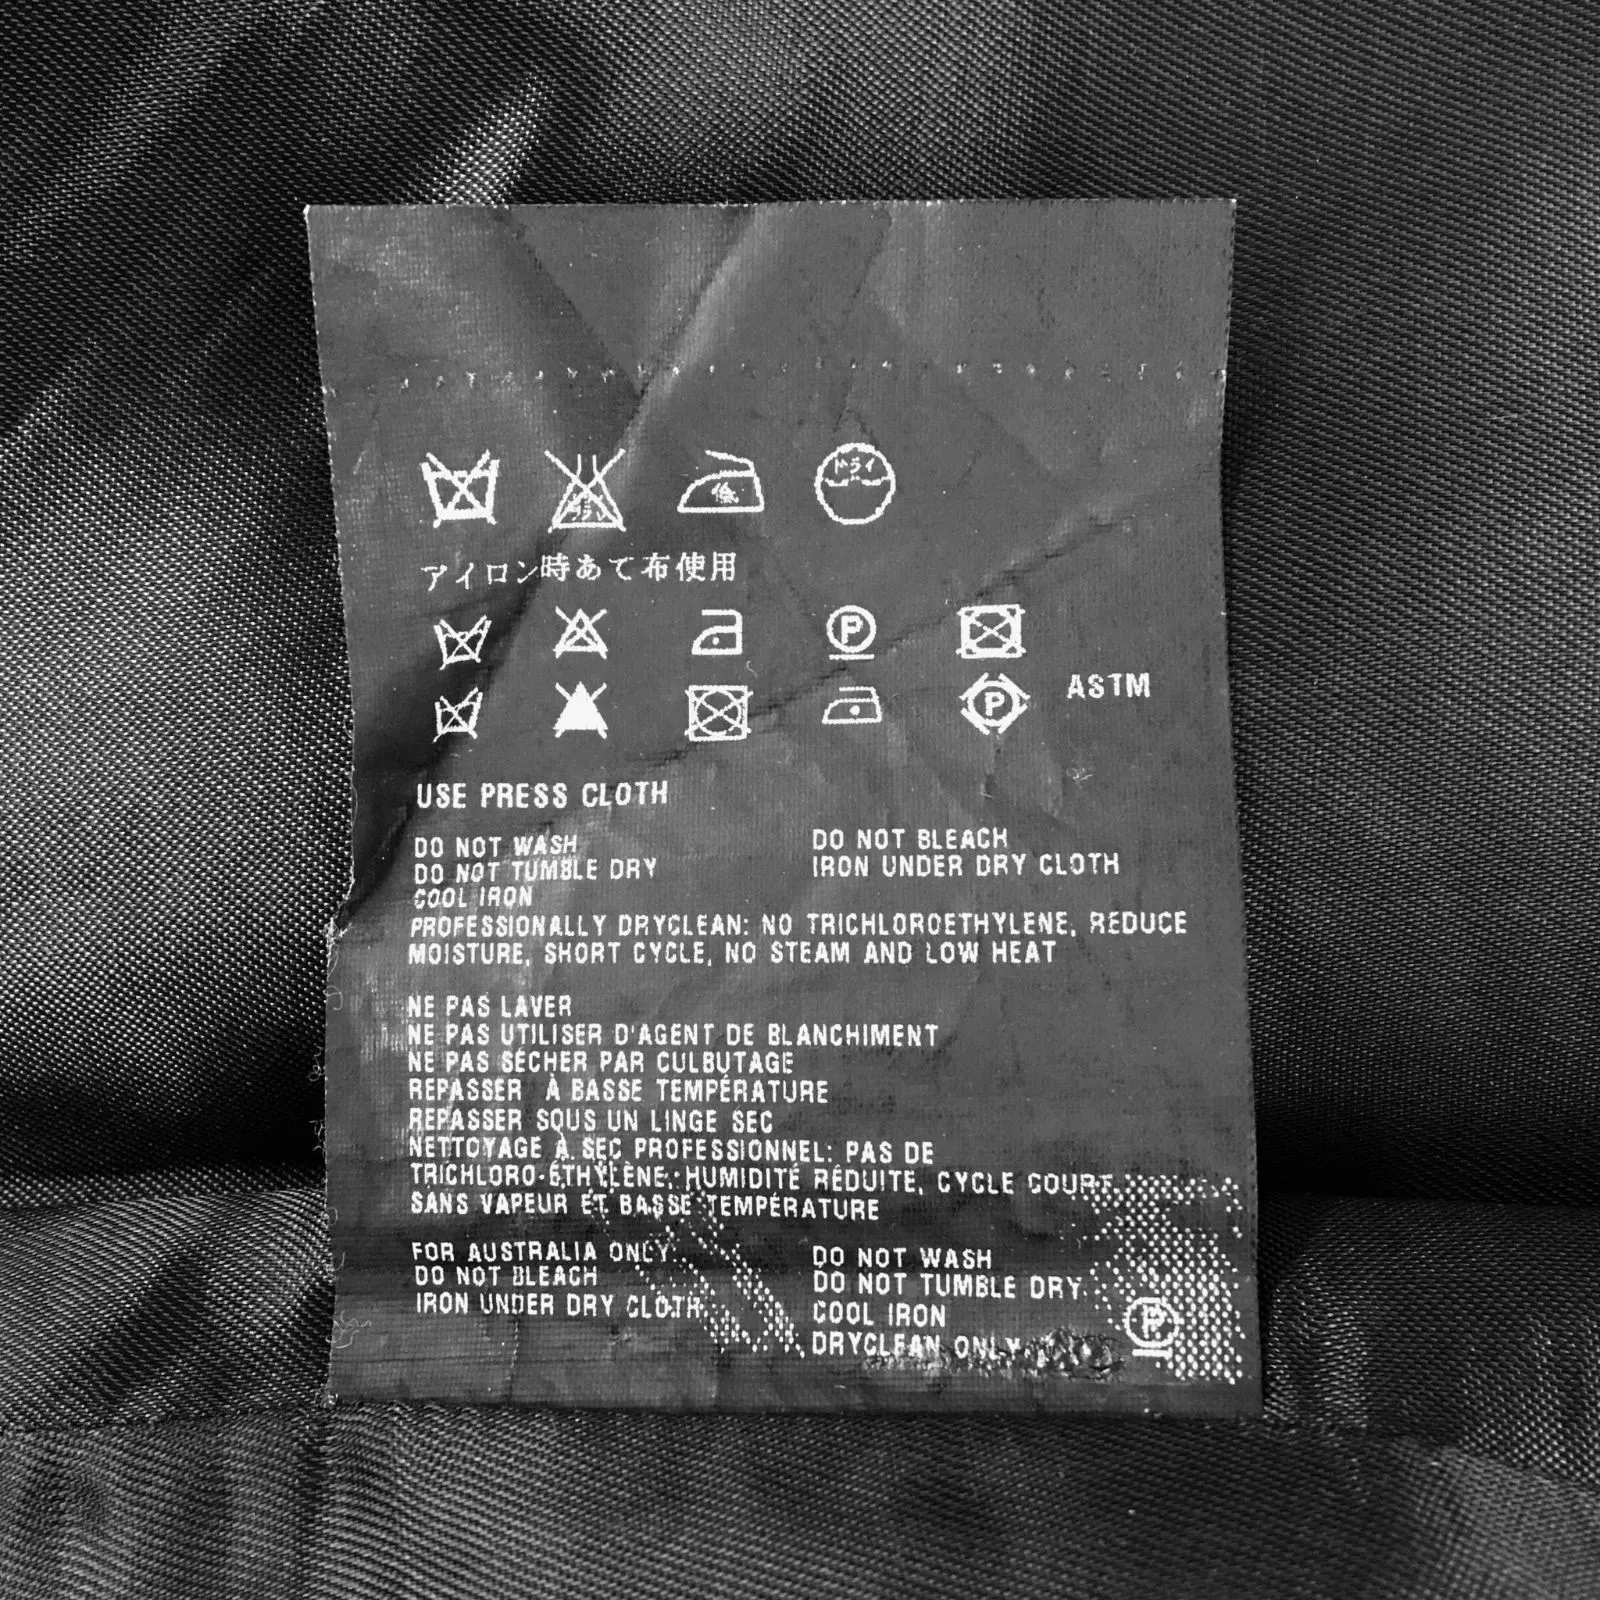 ドライ
アイロン時あて布使用
P
P
ASTM
USE PRESS CLOTH
DO NOT WASH
DO NOT TUMBLE DRY
COOL IRON
DO NOT BLEACH
IRON UNDER DRY CLOTH
PROFESSIONALLY DRYCLEAN: NO TRICHLOROETHYLENE, REDUCE
MOISTURE, SHORT CYCLE, NO STEAM AND LOW HEAT
NE PAS LAVER
NE PAS UTILISER D'AGENT DE BLANCHIMENT
NE PAS SÉCHER PAR CULBUTAGE
REPASSER À BASSE TEMPÉRATURE
REPASSER SOUS UN LINGE SEC
NETTOYAGE À SEC PROFESSIONNEL: PAS DE
TRICHLORO-ÉTHYLÈNE, HUMIDITÉ RÉDUITE, CYCLE COURT
SANS VAPEUR ET BASSE TEMPÉRATURE
FOR AUSTRALIA ONLY:
DO NOT BLEACH
IRON UNDER DRY CLOTH
DO NOT WASH
DO NOT TUMBLE DRY
COOL IRON
DRYCLEAN ONLY
P